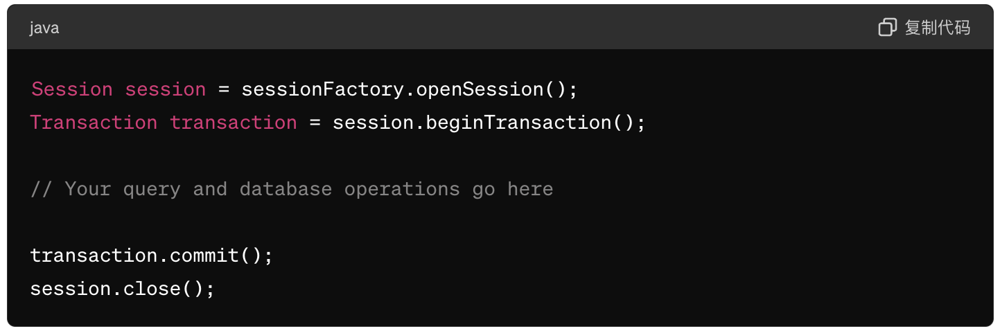 java
复制代码
Session session = sessionFactory.openSession();
Transaction transaction = session.beginTransaction();
// Your query and database operations go here
transaction.commit();
session.close();